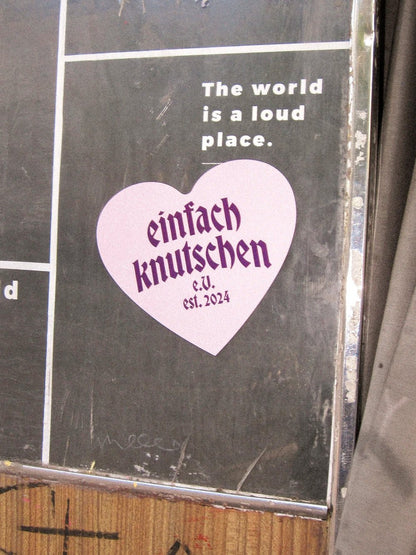 The world
is a loud
place.
einfach
knutschen
e.V.
est. 2024
d